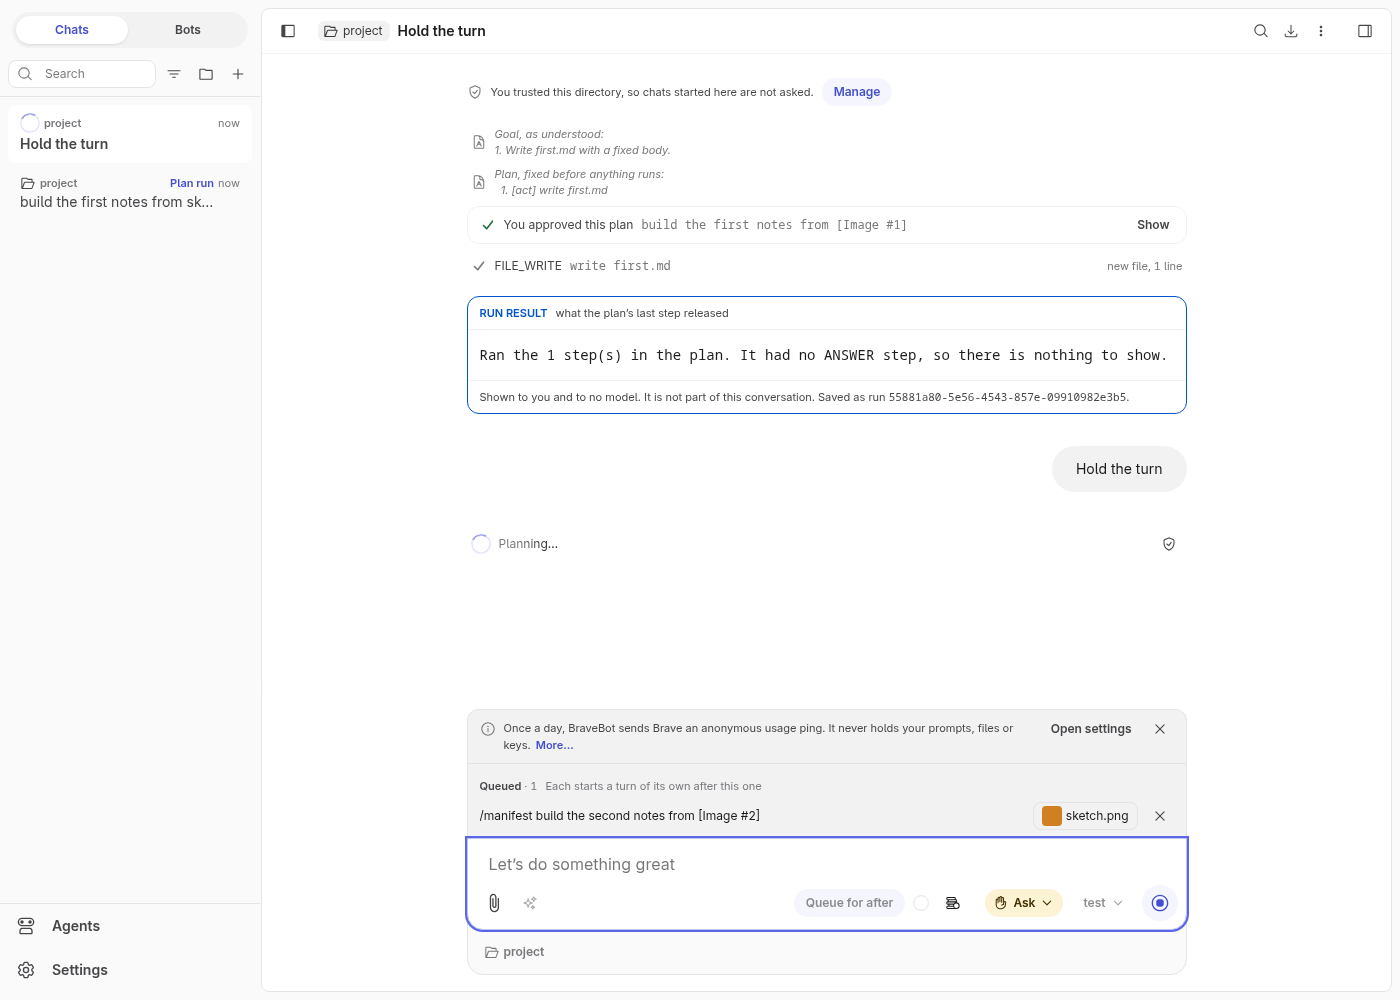 Chats
Bots
Search
project
now
Hold the turn
project
Plan run now
build the first notes from sk...
Agents
Settings
project
Hold the turn
You trusted this directory, so chats started here are not asked.
Manage
Goal, as understood:
1. Write first.md with a fixed body.
Plan, fixed before anything runs:
1. [act] write first.md
You approved this plan build the first notes from [Image #1]
Show
FILE_WRITE write first.md
new file, 1 line
RUN RESULT what the plan's last step released
Ran the 1 step(s) in the plan. It had no ANSWER step, so there is nothing to show.
Shown to you and to no model. It is not part of this conversation. Saved as run 55881a80-5e56-4543-857e-09910982e3b5.
Hold the turn
Planning...
Once a day, BraveBot sends Brave an anonymous usage ping. It never holds your prompts, files or
keys. More...
Open settings
Queued · 1 Each starts a turn of its own after this one
/manifest build the second notes from [Image #2]
sketch.png
Let's do something great
Queue for after
Ask
test
project